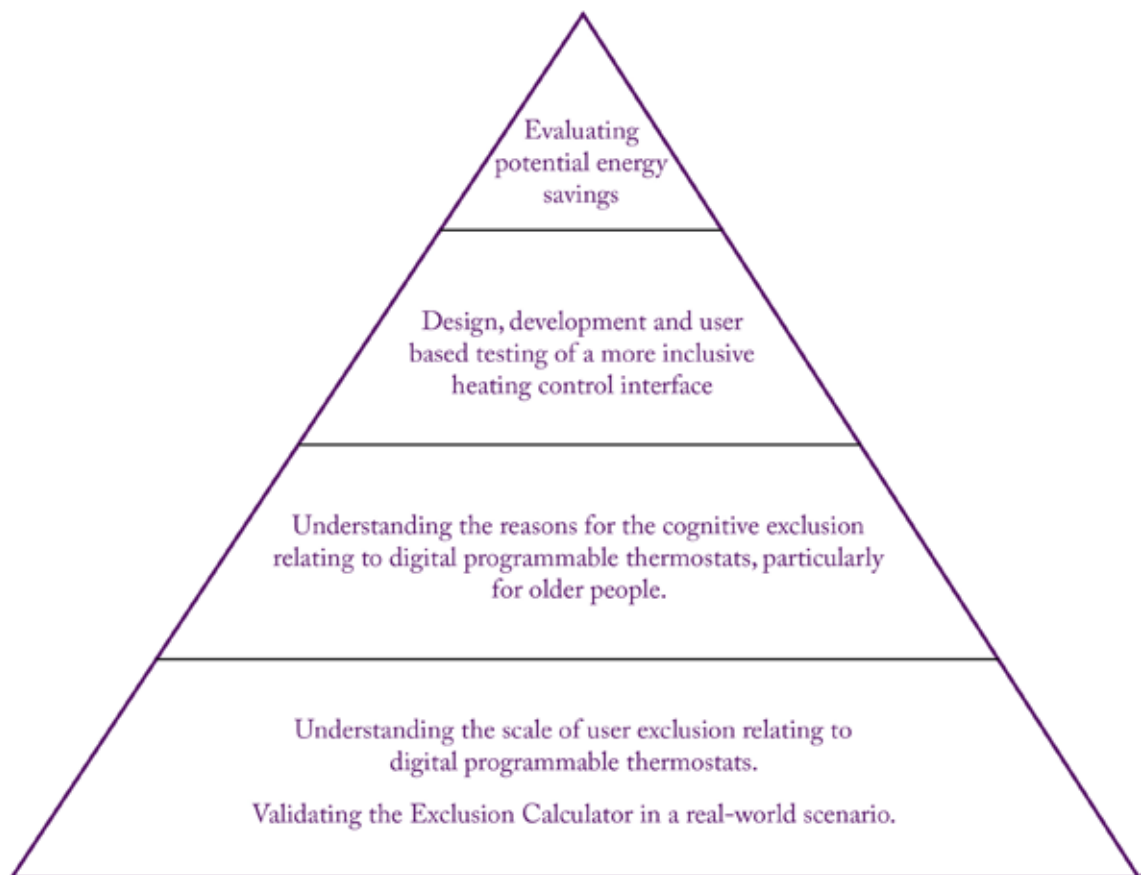 Evaluating
potential energy
savings
Design, development and user
based testing of a more inclusive
heating control interface
Understanding the reasons for the cognitive exclusion
relating to digital programmable thermostats, particularly
for older people.
Understanding the scale of user exclusion relating to
digital programmable thermostats.
Validating the Exclusion Calculator in a real-world scenario.